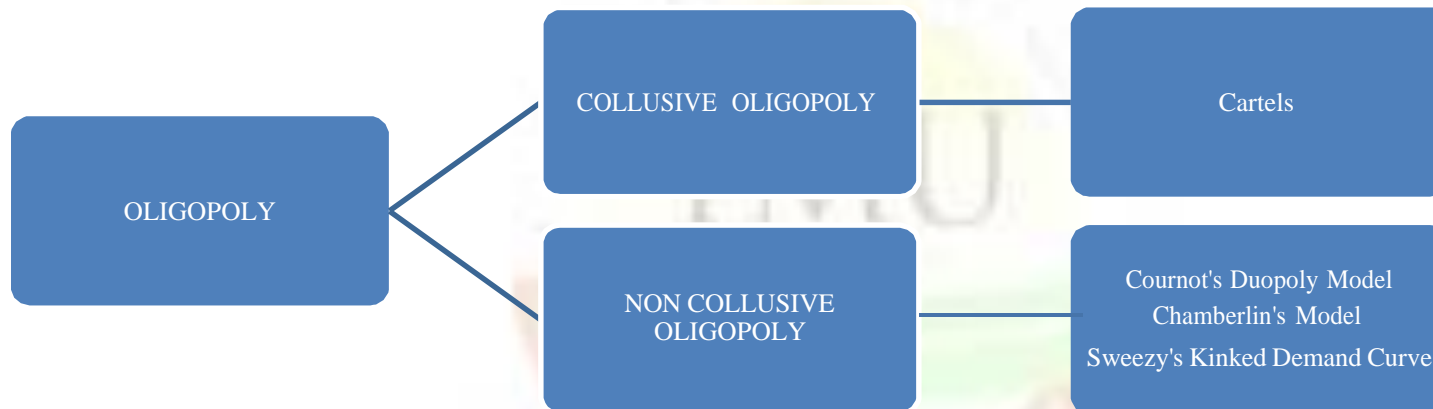 OLIGOPOLY
COLLUSIVE OLIGOPOLY
Cartels
NON COLLUSIVE
OLIGOPOLY
Cournot's Duopoly Model
Chamberlin's Model
Sweezy's Kinked Demand Curve